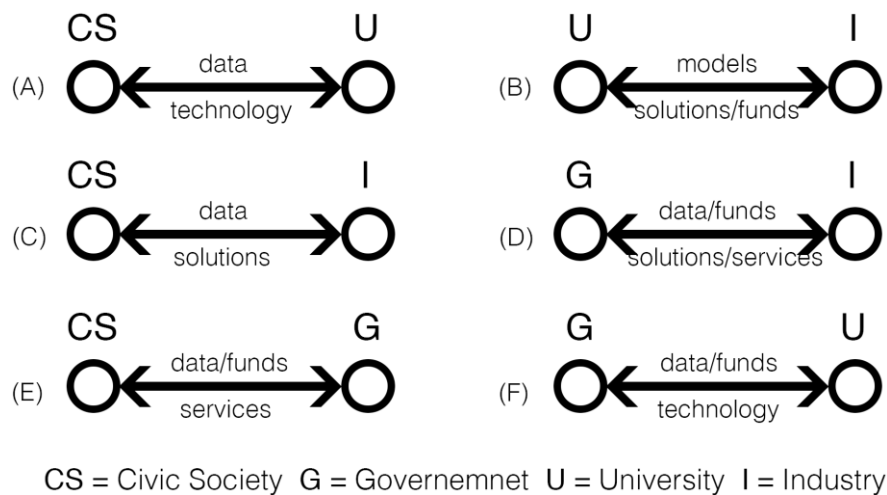 CS U U I
(A) data (B) models
technology solutions/funds
CS I G I
(C) data (D) data/funds
solutions solutions/services
CS G G U
(E) data/funds (F) data/funds
services technology
CS = Civic Society G = Governemnet U = University I = Industry